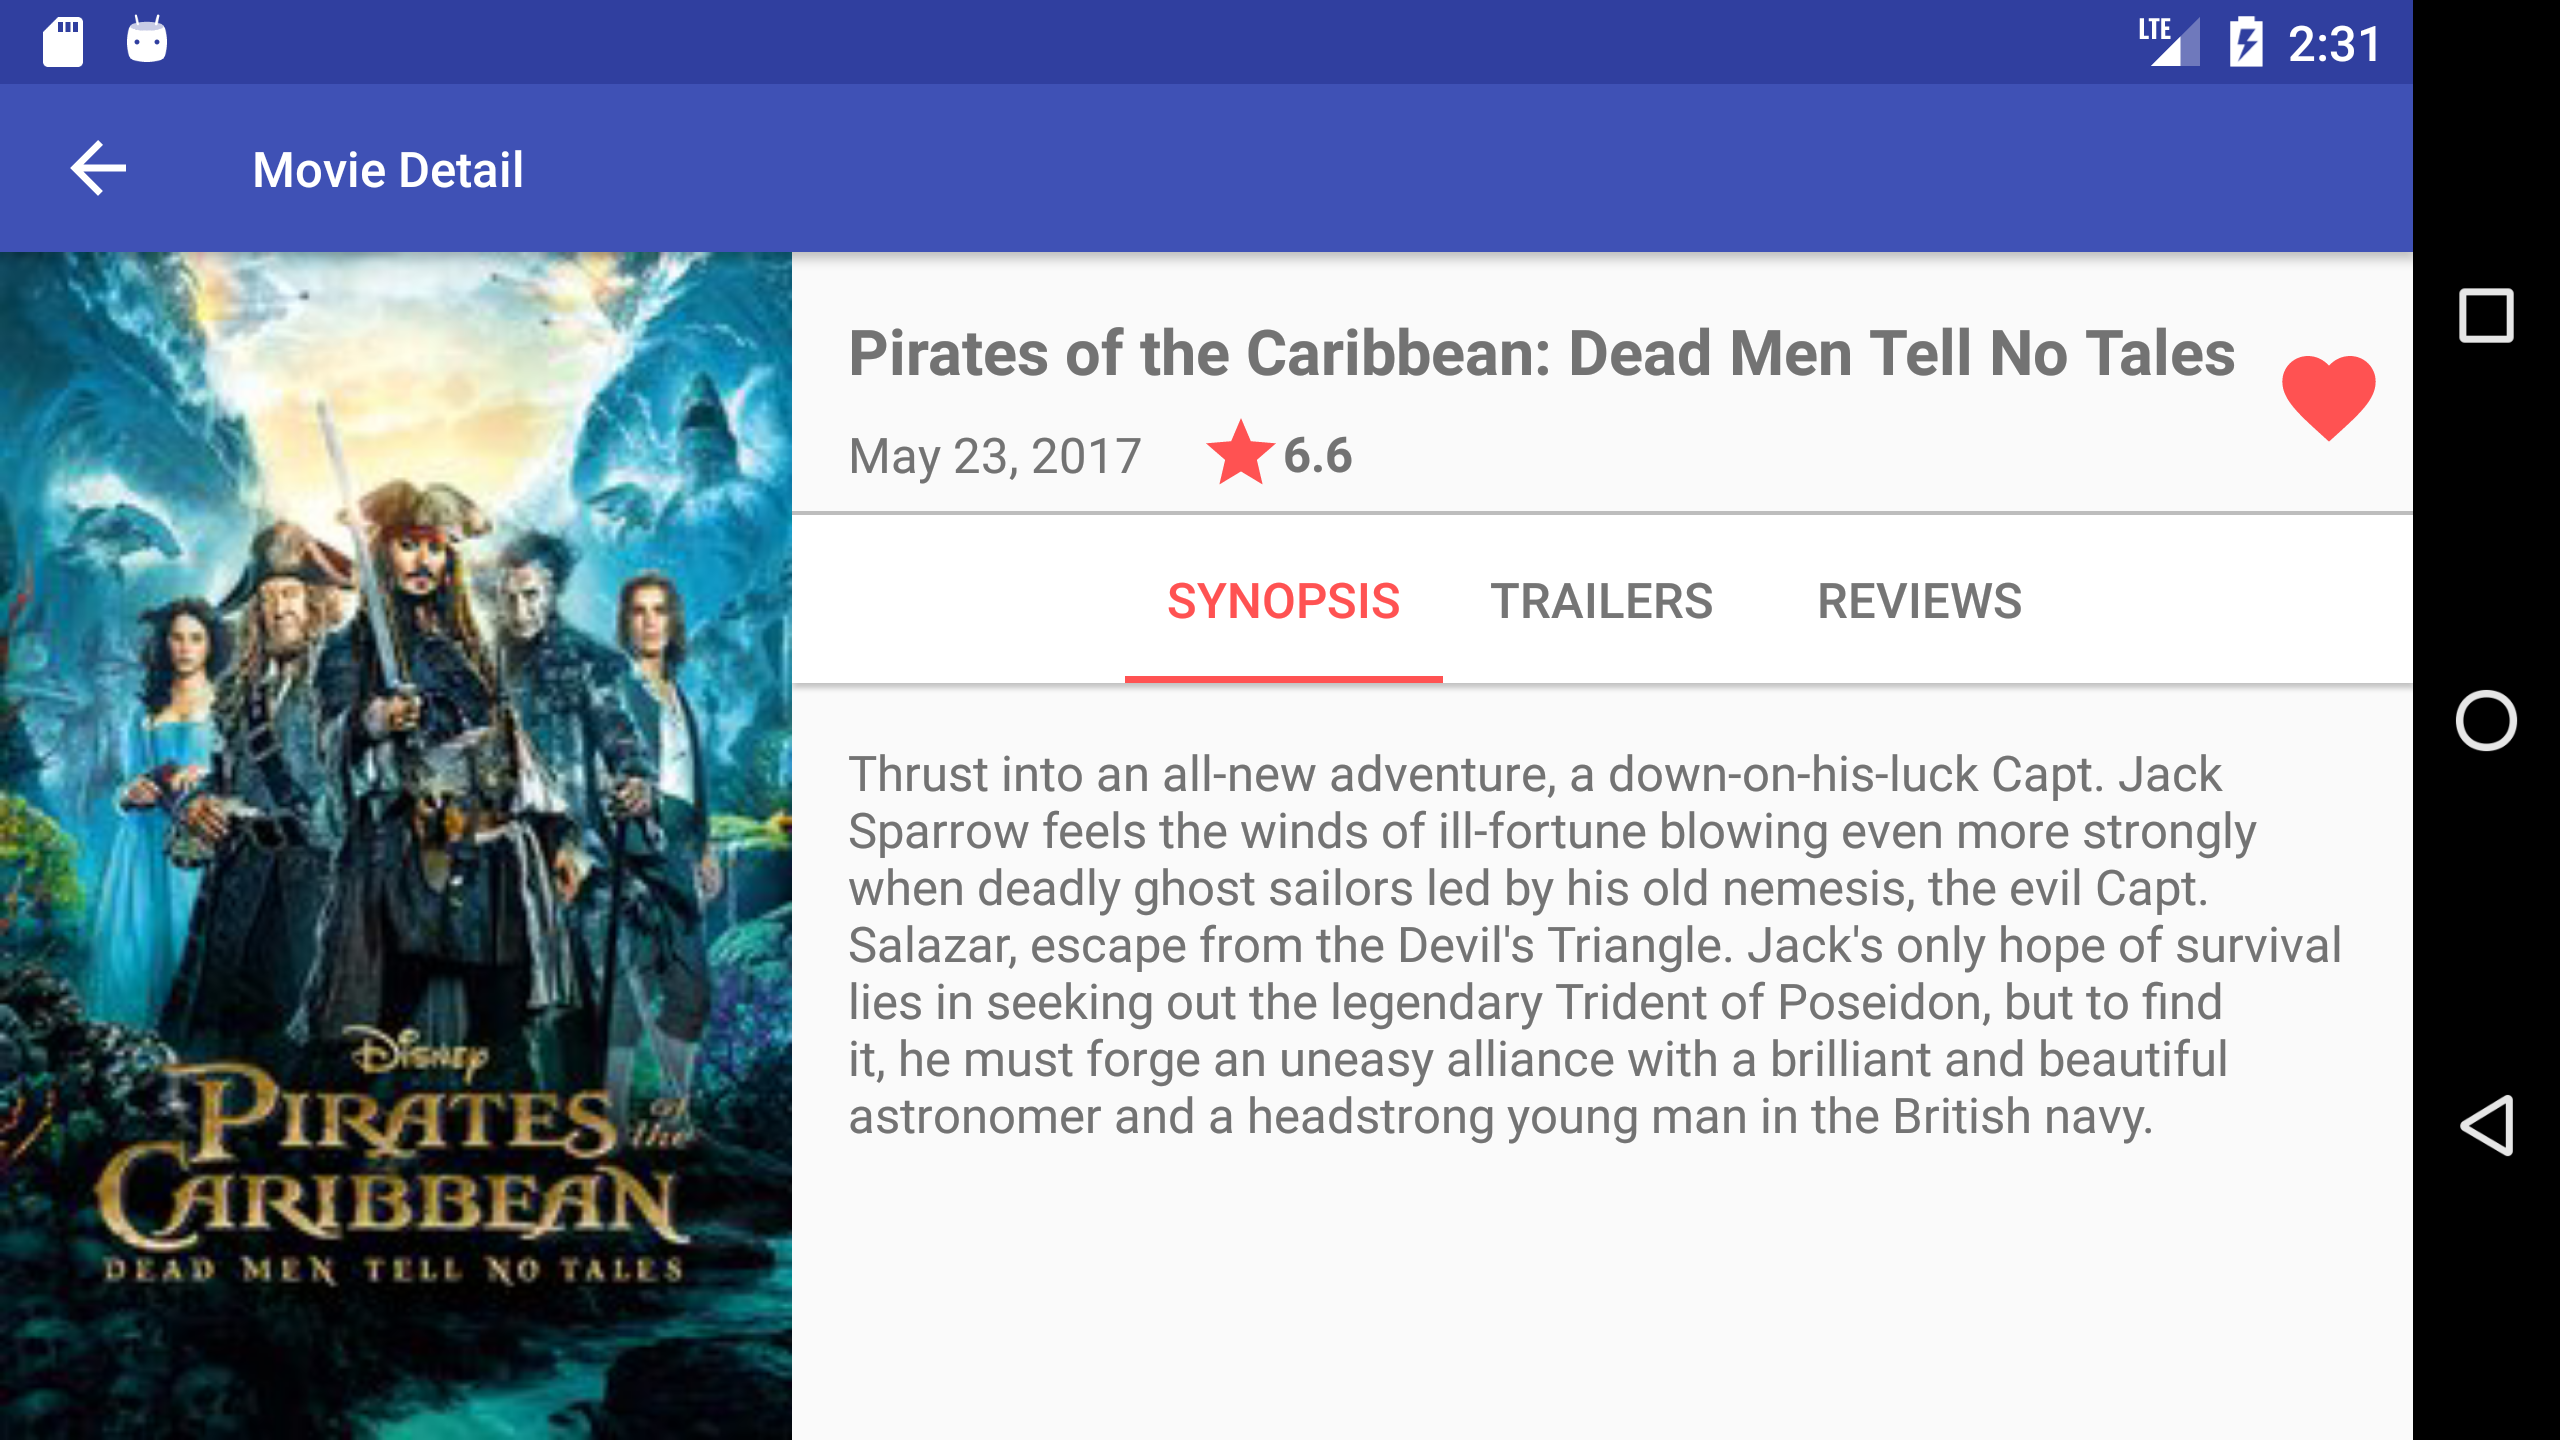 LTE 2:31
Movie Detail
Pirates of the Caribbean: Dead Men Tell No Tales
May 23, 2017 6.6
SYNOPSIS TRAILERS REVIEWS
Thrust into an all-new adventure, a down-on-his-luck Capt. Jack
Sparrow feels the winds of ill-fortune blowing even more strongly
when deadly ghost sailors led by his old nemesis, the evil Capt.
Salazar, escape from the Devil's Triangle. Jack's only hope of survival
lies in seeking out the legendary Trident of Poseidon, but to find
it, he must forge an uneasy alliance with a brilliant and beautiful
astronomer and a headstrong young man in the British navy.
Disney
PIRATES of the
CARIBBEAN
DEAD MEN TELL NO TALES